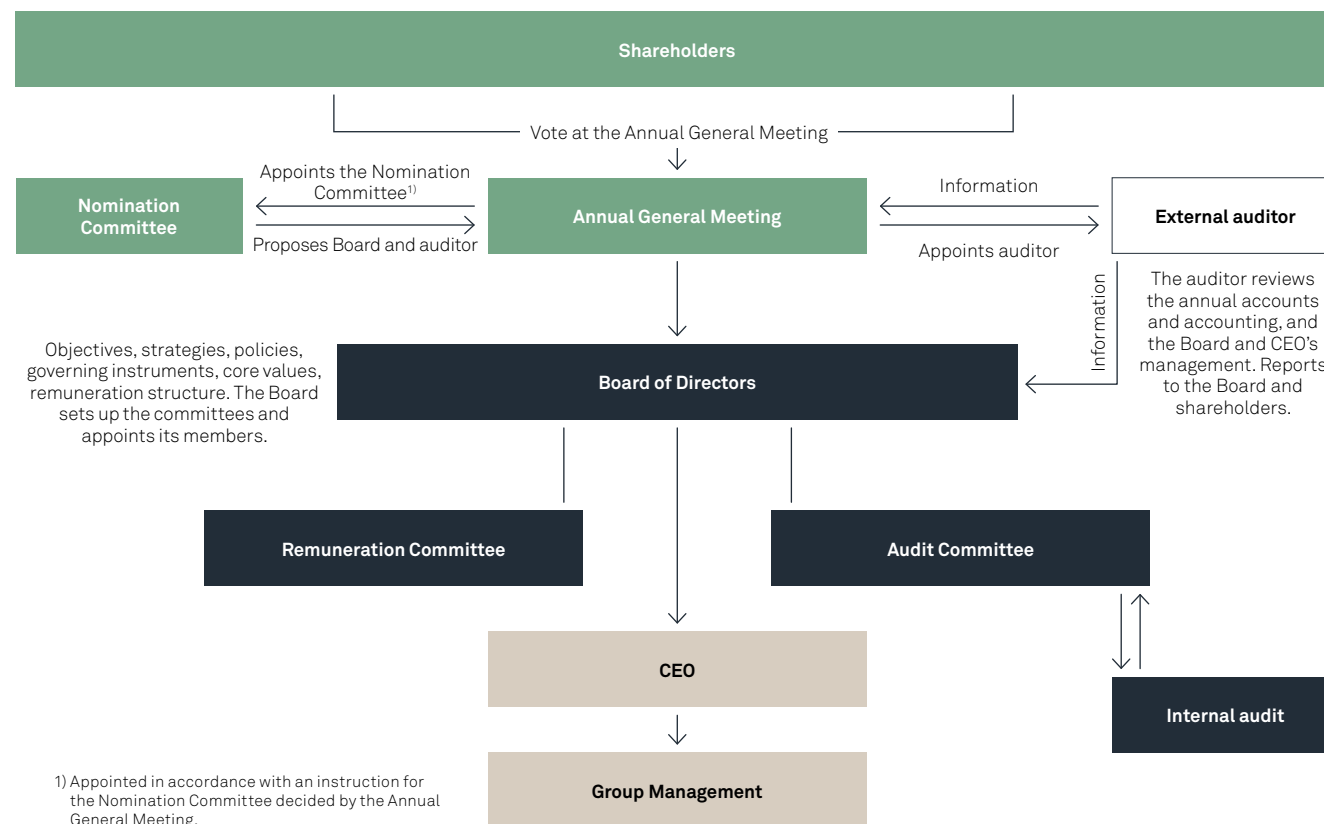 Shareholders
Vote at the Annual General Meeting
Appoints the Nomination
Committee1)
Nomination
Committee
Proposes Board and auditor
Annual General Meeting
Information
Appoints auditor
External auditor
Information
The auditor reviews
the annual accounts
and accounting, and
the Board and CEO's
management. Reports
to the Board and
shareholders.
Objectives, strategies, policies,
governing instruments, core values,
remuneration structure. The Board
sets up the committees and
appoints its members.
Board of Directors
Remuneration Committee
Audit Committee
CEO
Internal audit
Group Management
1) Appointed in accordance with an instruction for
the Nomination Committee decided by the Annual
General Meeting.